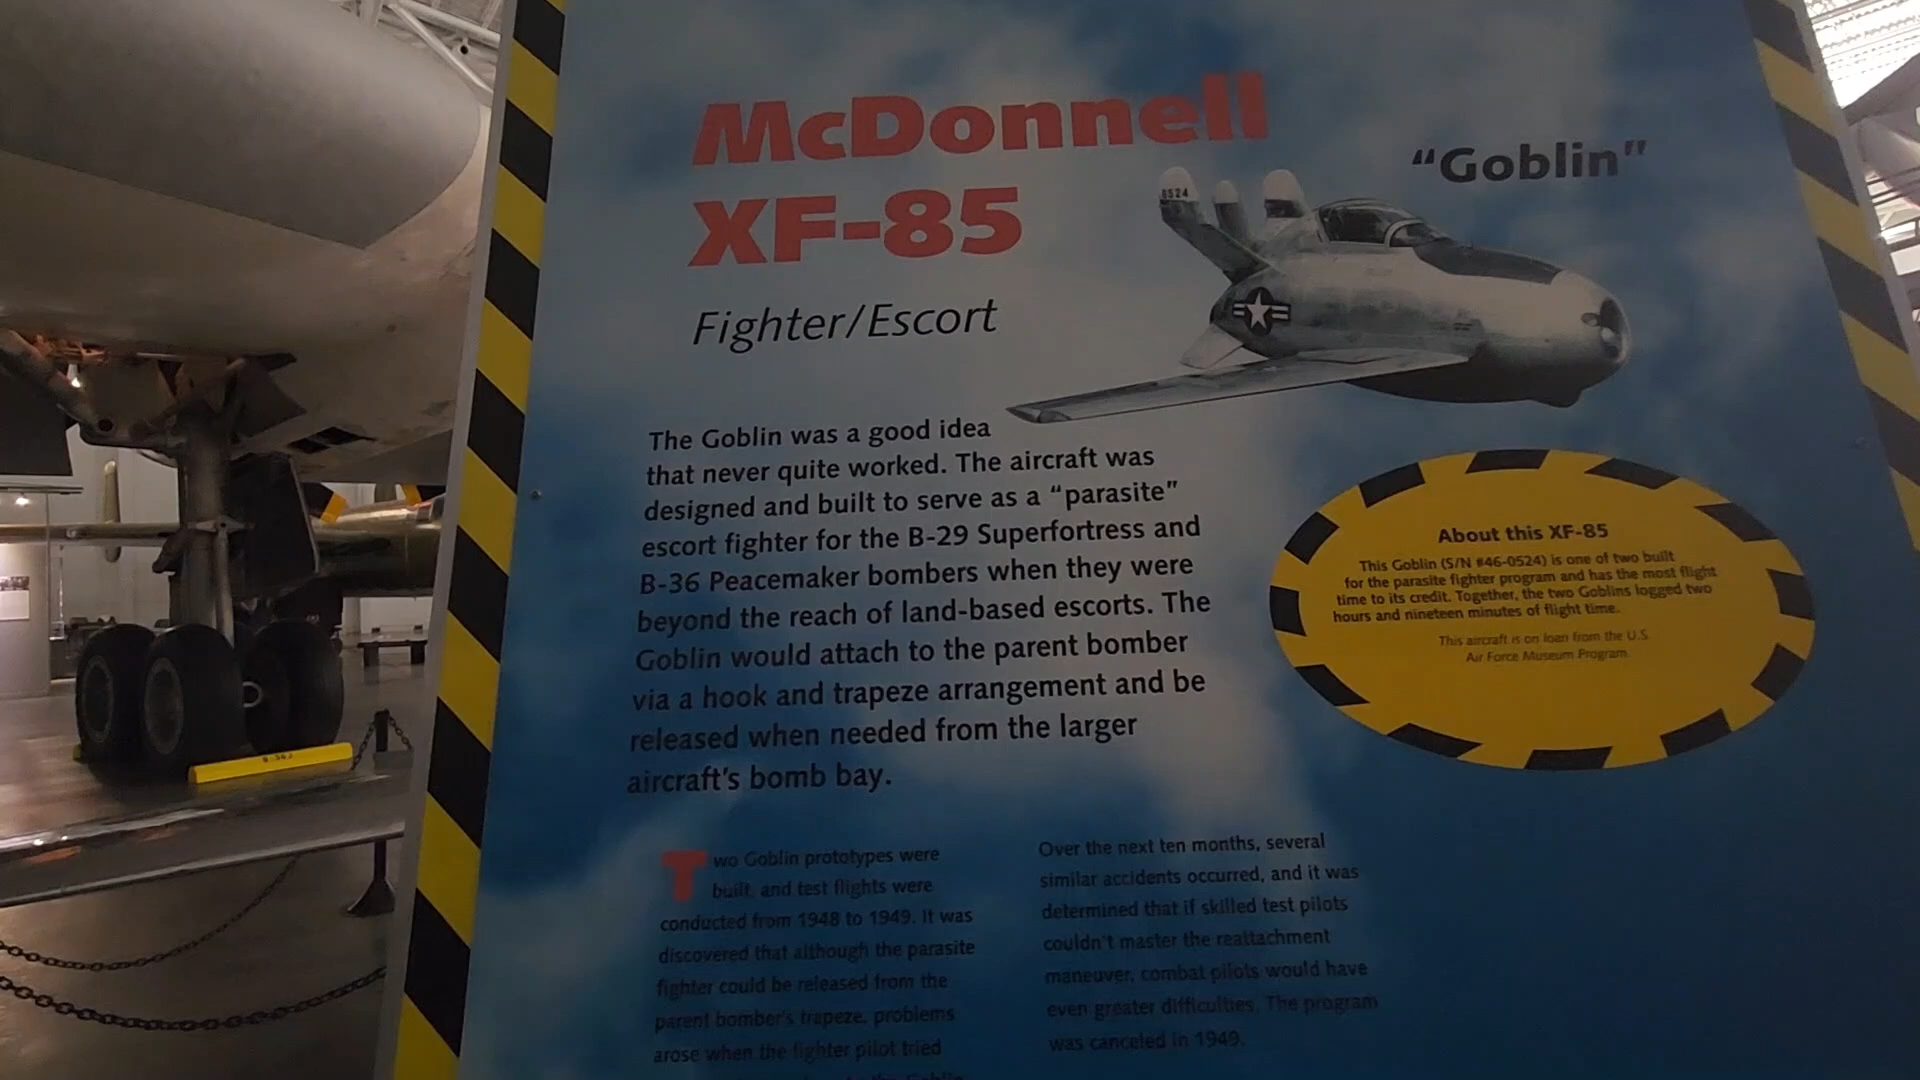 McDonnell
XF-85
"Goblin"
8524
Fighter/Escort
The Goblin was a good idea
that never quite worked. The aircraft was
designed and built to serve as a "parasite"
escort fighter for the B-29 Superfortress and
B-36 Peacemaker bombers when they were
beyond the reach of land-based escorts. The
Goblin would attach to the parent bomber
via a hook and trapeze arrangement and be
released when needed from the larger
aircraft's bomb bay.
About this XF-85
This Goblin (S/N #46-0524) is one of two built
for the parasite fighter program and has the most flight
time to its credit. Together, the two Goblins logged two
hours and nineteen minutes of flight time.
This aircraft is on loan from the U.S.
Air Force Museum Program.
Two Goblin prototypes were
built, and test flights were
conducted from 1948 to 1949. It was
discovered that although the parasite
fighter could be released from the
parent bomber's trapeze, problems
arose when the fighter pilot tried
Over the next ten months, several
similar accidents occurred, and it was
determined that if skilled test pilots
couldn't master the reattachment
maneuver, combat pilots would have
even greater difficulties. The program
was canceled in 1949.